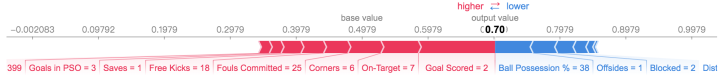 higher ⇄ lower
base value output value
-0.002083 0.09792 0.1979 0.2979 0.3979 0.4979 0.5979 0.70 0.7979 0.8979 0.9979
399 Goals in PSO = 3 Saves = 1 Free Kicks = 18 Fouls Committed = 25 Corners = 6 On-Target = 7 Goal Scored = 2 Ball Possession % = 38 Offsides = 1 Blocked = 2 Dist